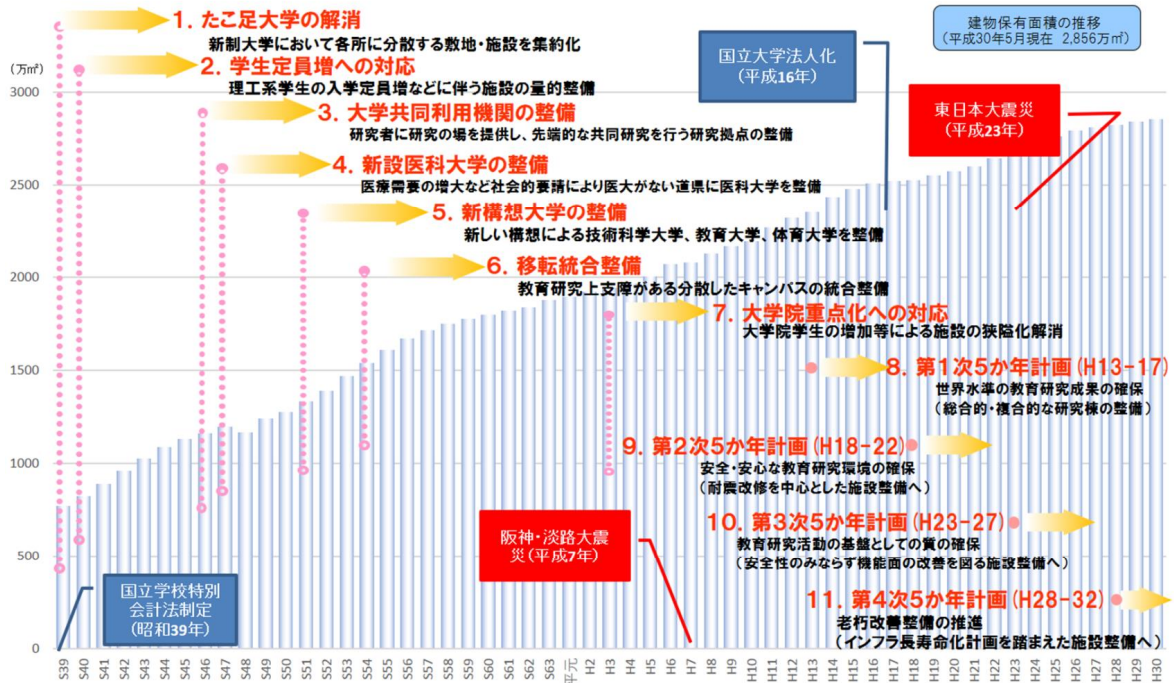 1. たこ足大学の解消
新制大学において各所に分散する敷地・施設を集約化
建物保有面積の推移
(平成30年5月現在 2,856万㎡)
国立大学法人化
(平成16年)
2. 学生定員増への対応
理工系学生の入学定員増などに伴う施設の量的整備
東日本大震災
(平成23年)
3. 大学共同利用機関の整備
研究者に研究の場を提供し、先端的な共同研究を行う研究拠点の整備
4. 新設医科大学の整備
医療需要の増大など社会的要請により医大がない道県に医科大学を整備
5. 新構想大学の整備
新しい構想による技術科学大学、教育大学、体育大学を整備
6. 移転統合整備
教育研究上支障がある分散したキャンパスの統合整備
7. 大学院重点化への対応
大学院学生の増加等による施設の狭隘化解消
8. 第1次5か年計画(H13-17)
世界水準の教育研究成果の確保
(総合的・複合的な研究棟の整備)
9. 第2次5か年計画(H18-22)
安全・安心な教育研究環境の確保
(耐震改修を中心とした施設整備へ)
10. 第3次5か年計画(H23-27)
教育研究活動の基盤としての質の確保
(安全性のみならず機能面の改善を図る施設整備へ)
阪神・淡路大震
災(平成7年)
国立学校特別
会計法制定
(昭和39年)
11. 第4次5か年計画(H28-32)
老朽改善整備の推進
(インフラ長寿命化計画を踏まえた施設整備へ)
(万㎡)
3000
2500
2000
1500
1000
500
0
S39 S40 S41 S42 S43 S44 S45 S46 S47 S48 S49 S50 S51 S52 S53 S54 S55 S56 S57 S58 S59 S60 S61 S62 S63 平元 H2 H3 H4 H5 H6 H7 H8 H9 H10 H11 H12 H13 H14 H15 H16 H17 H18 H19 H20 H21 H22 H23 H24 H25 H26 H27 H28 H29 H30